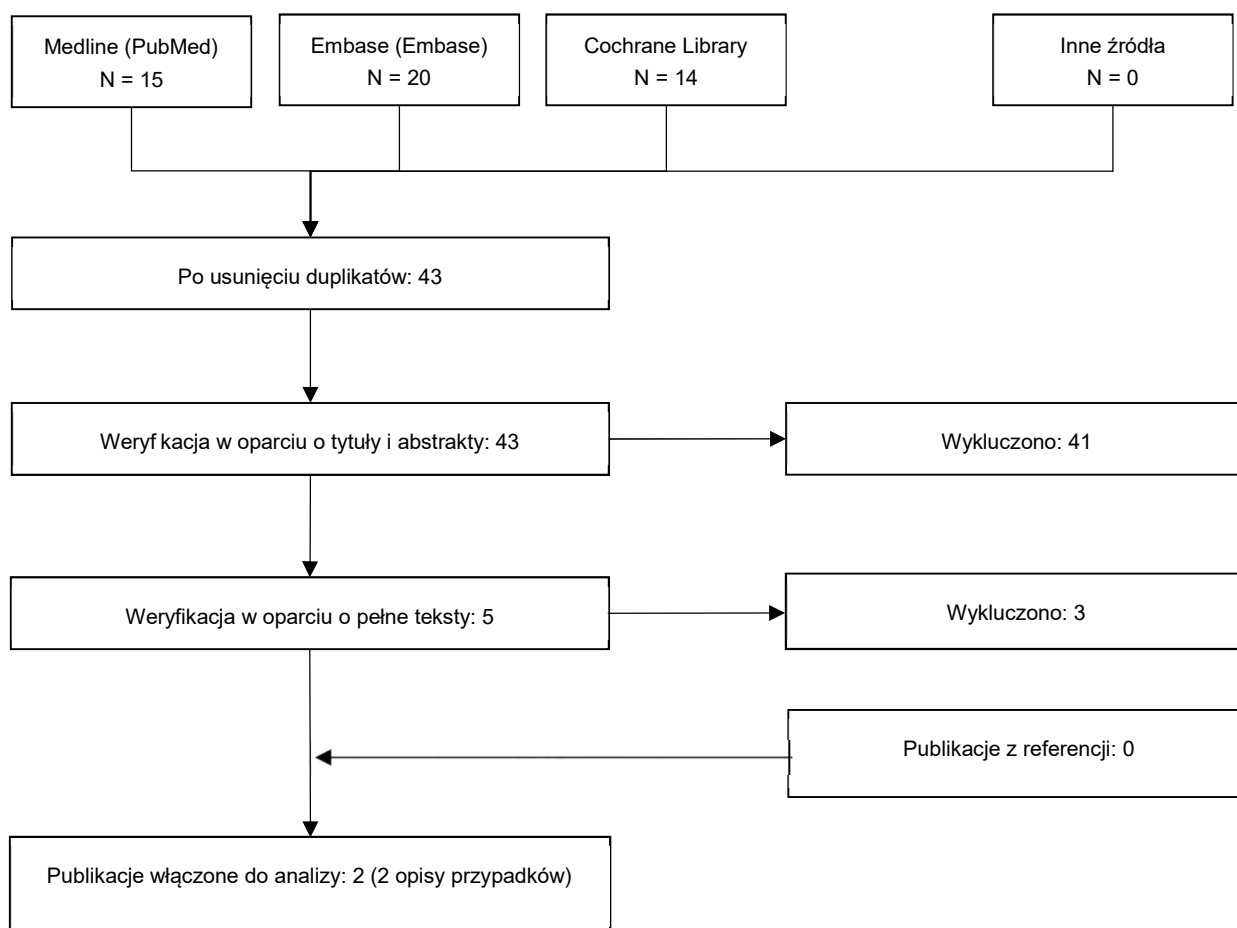 Medline (PubMed)
N = 15
Embase (Embase)
N = 20
Cochrane Library
N = 14
Inne źródła
N = 0
Po usunięciu duplikatów: 43
Weryf kacja w oparciu o tytuły i abstrakty: 43
Wykluczono: 41
Weryfikacja w oparciu o pełne teksty: 5
Wykluczono: 3
Publikacje z referencji: 0
Publikacje włączone do analizy: 2 (2 opisy przypadków)